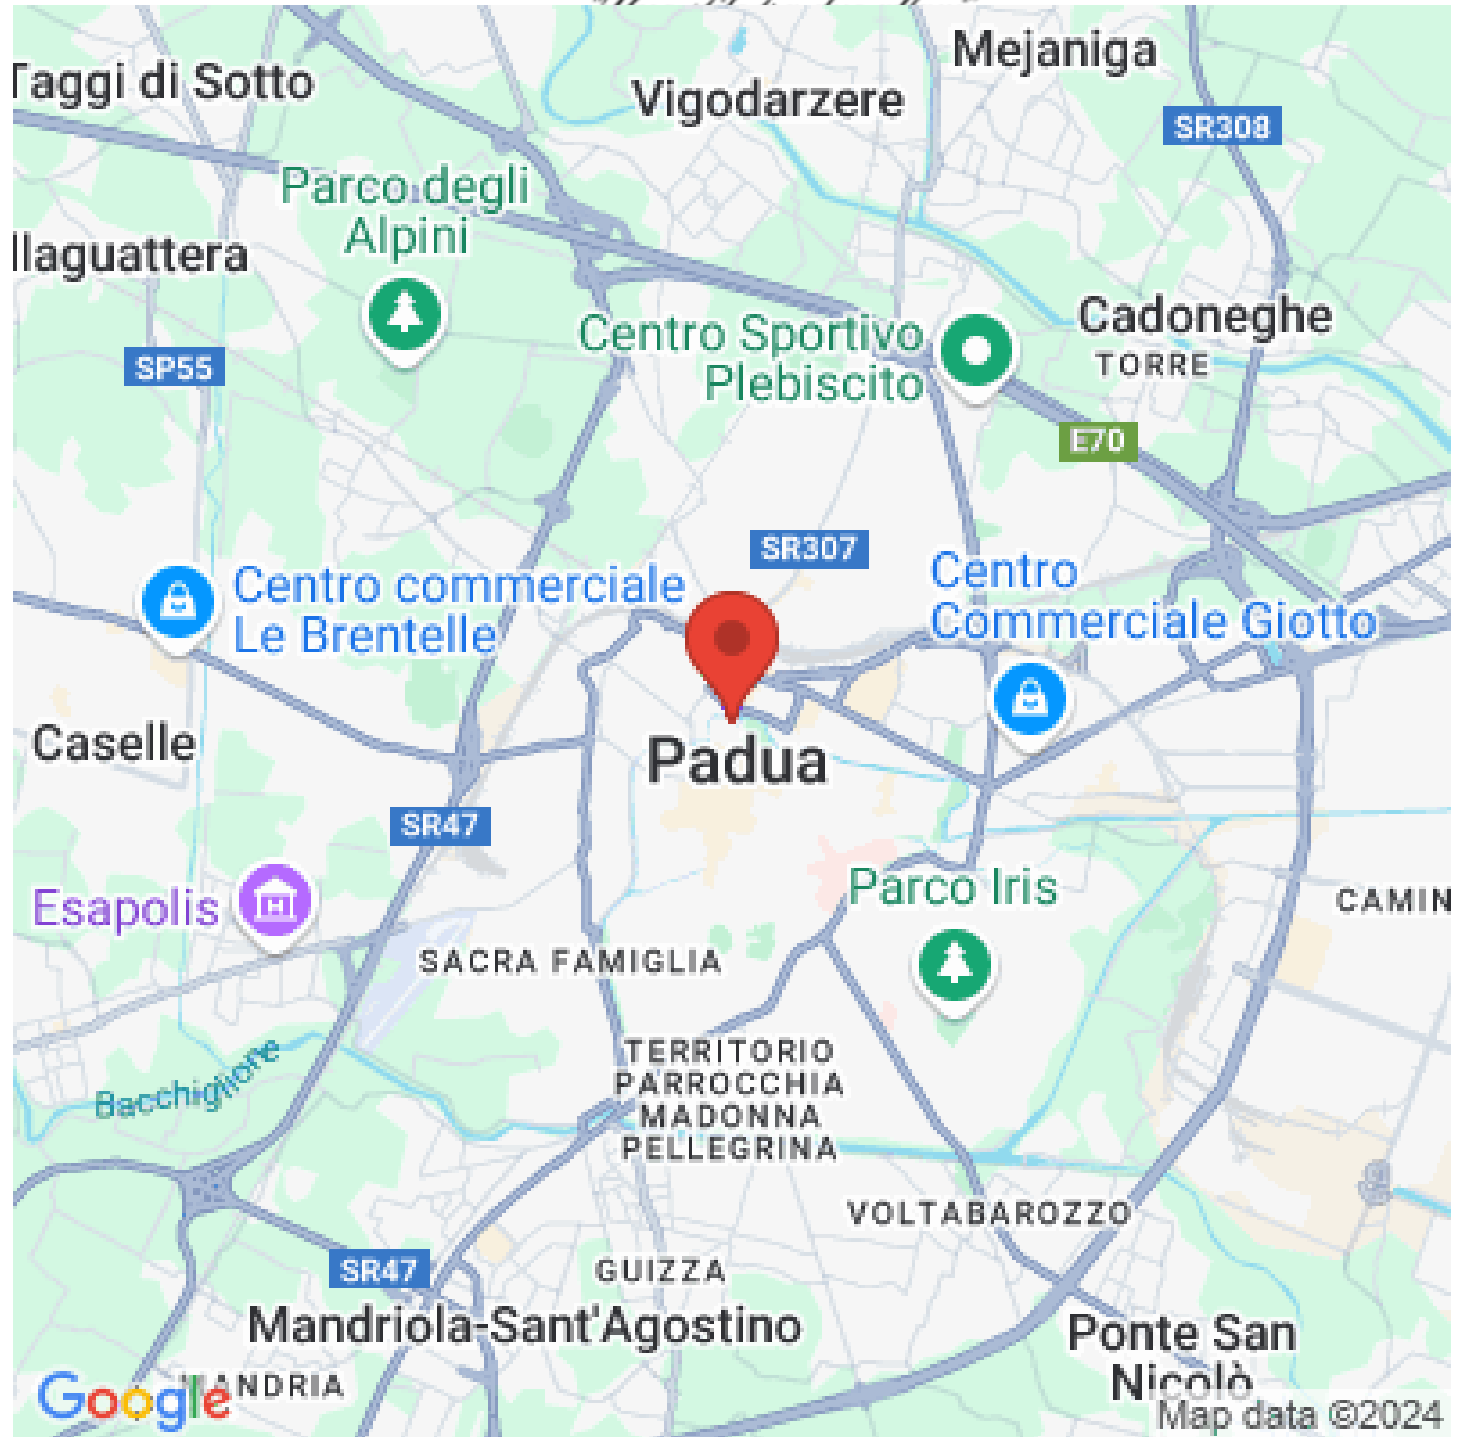 Mejaniga
Taggi di Sotto
Vigodarzere
SR308
Parco degli
Alpini
llaguattera
Cadoneghe
Centro Sportivo
Plebiscito
TORRE
SP55
E70
SR307
Centro commerciale
Le Brentelle
Centro
Commerciale Giotto
Caselle
Padua
SR47
Esapolis
Parco Iris
CAMIN
SACRA FAMIGLIA
TERRITORIO
PARROCCHIA
MADONNA
PELLEGRINA
Bacchiglione
VOLTABAROZZO
SR47
GUIZZA
Mandriola-Sant'Agostino
Ponte San
Nicolò
Google
ANDRIA
Map data ©2024